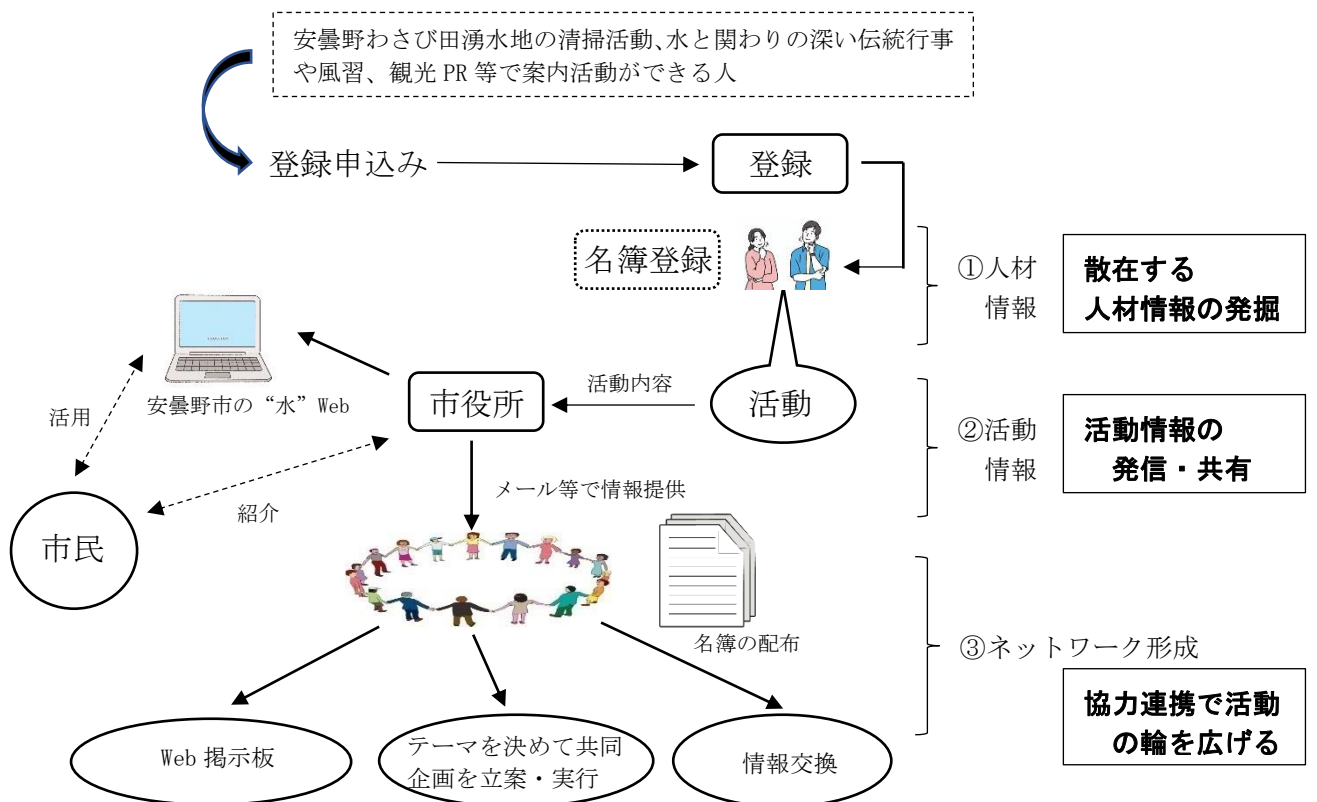 安曇野わさび田湧水地の清掃活動、水と関わりの深い伝統行事
や風習、観光 PR 等で案内活動ができる人
登録申込み
登録
名簿登録
①人材
情報
散在する
人材情報の発掘
安曇野市の“水”Web
市役所
活動内容
活動
②活動
情報
活動情報の
発信・共有
活用
紹介
市民
メール等で情報提供
名簿の配布
③ネットワーク形成
協力連携で活動
の輪を広げる
Web 掲示板
テーマを決めて共同
企画を立案・実行
情報交換